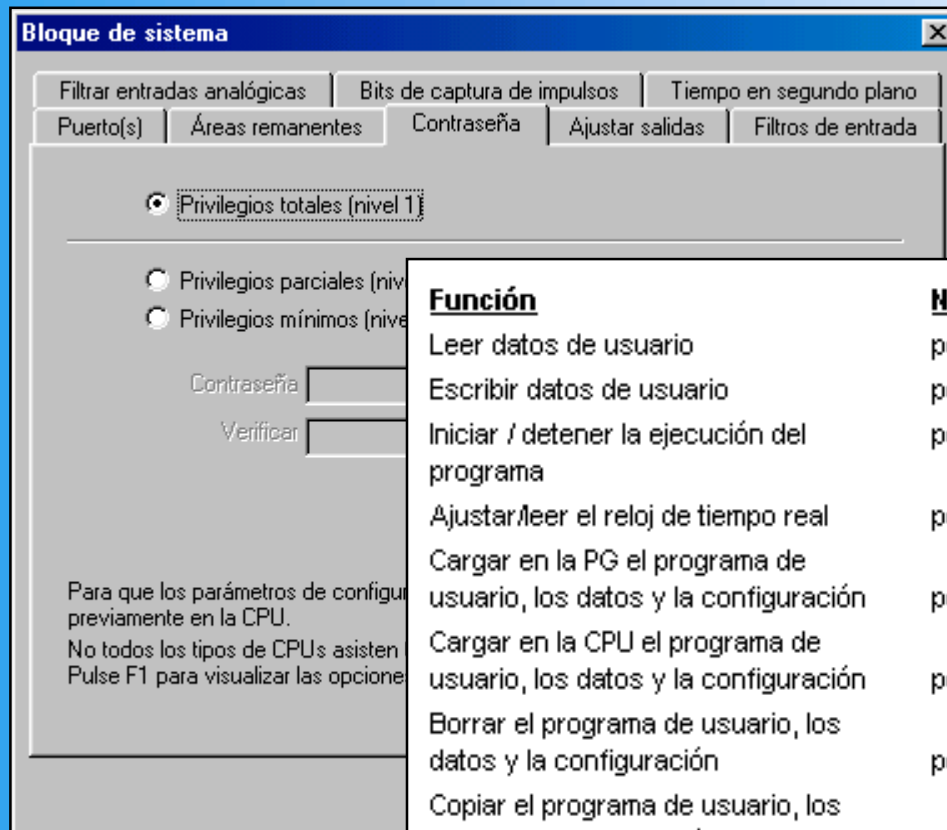 Bloque de sistema
Filtrar entradas analógicas
Bits de captura de impulsos
Tiempo en segundo plano
Puerto(s)
Áreas remanentes
Contraseña
Ajustar salidas
Filtros de entrada
Privilegios totales (nivel 1)
Privilegios parciales
Privilegios mínimos
Contraseña
Verificar
Para que los parámetros de
previamente en la CPU.
No todos los tipos de CPUs asisten
Pulse F1 para visualizar las
Función
Leer datos de usuario
Escribir datos de usuario
Iniciar / detener la ejecución del
programa
Ajustar/leer el reloj de tiempo real
Cargar en la PG el programa de
usuario, los datos y la configuración
Cargar en la CPU el programa de
usuario, los datos y la configuración
Borrar el programa de usuario, los
datos y la configuración
Copiar el programa de usuario, los